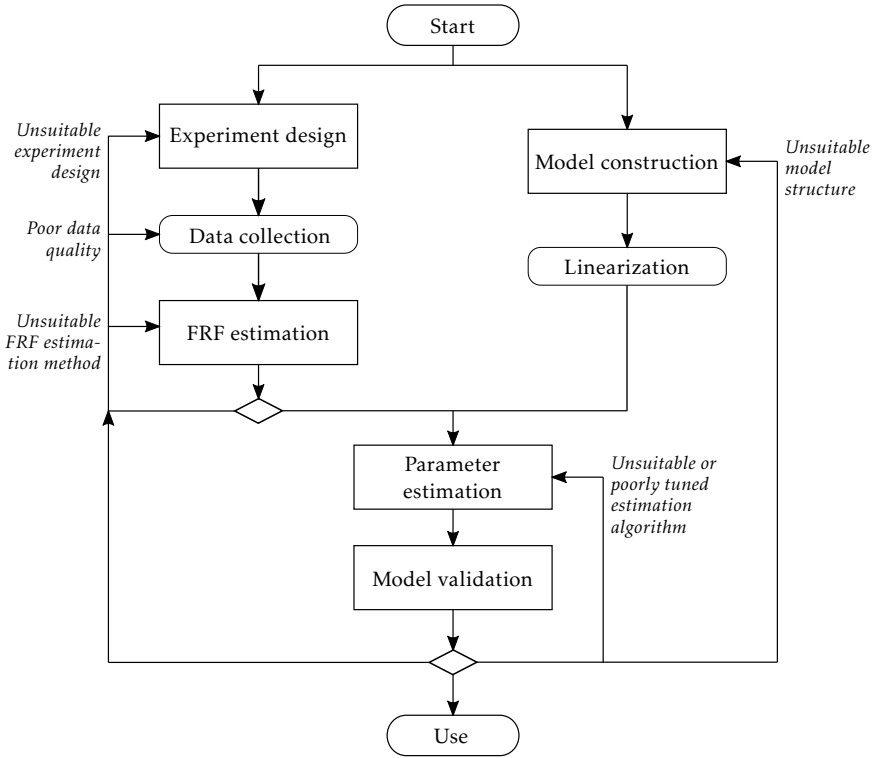 Start
Unsuitable
experiment
design
Experiment design
Model construction
Unsuitable
model
structure
Poor data
quality
Data collection
Linearization
Unsuitable
FRF estima-
tion method
FRF estimation
Parameter
estimation
Unsuitable or
poorly tuned
estimation
algorithm
Model validation
Use